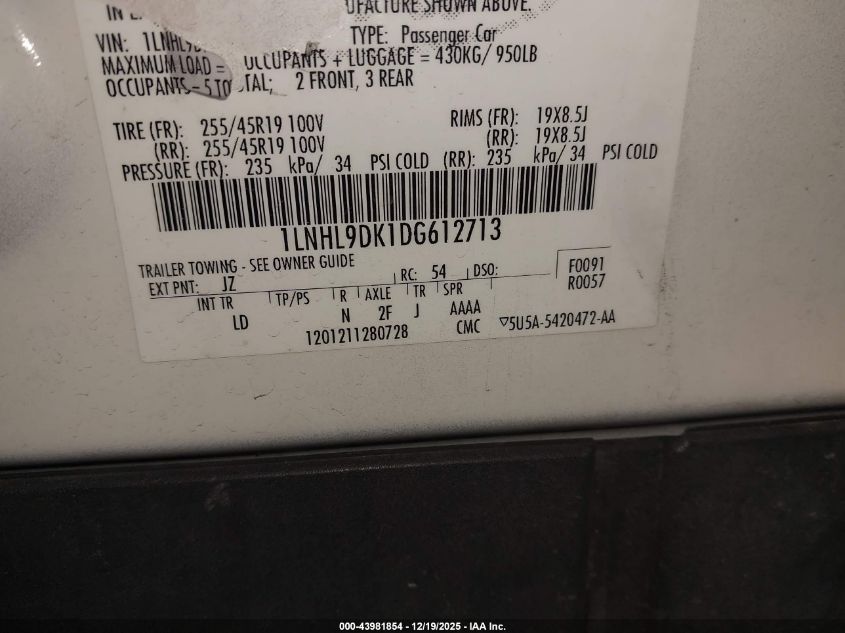 UFACTURE SHOWN ABOVE.
VIN: 1LNHL9D TYPE: Passenger Car
MAXIMUM LOAD = OCCUPANTS + LUGGAGE = 430KG/ 950LB
OCCUPANTS - 5 TO TAL; 2 FRONT, 3 REAR
TIRE (FR): 255/45R19 100V RIMS (FR): 19X8.5J
(RR): 255/45R19 100V (RR): 19X8.5J
PRESSURE (FR): 235 kPa/ 34 PSI COLD (RR): 235 kPa/ 34 PSI COLD
1LNHL9DK1DG612713
TRAILER TOWING - SEE OWNER GUIDE
EXT PNT: JZ RC: 54 DSO: F0091
R0057
INT TR TP/PS R AXLE TR SPR
LD N 2F J AAAA
1201211280728 CMC ▽5U5A-5420472-AA
000-43981854 - 12/19/2025 - IAA Inc.